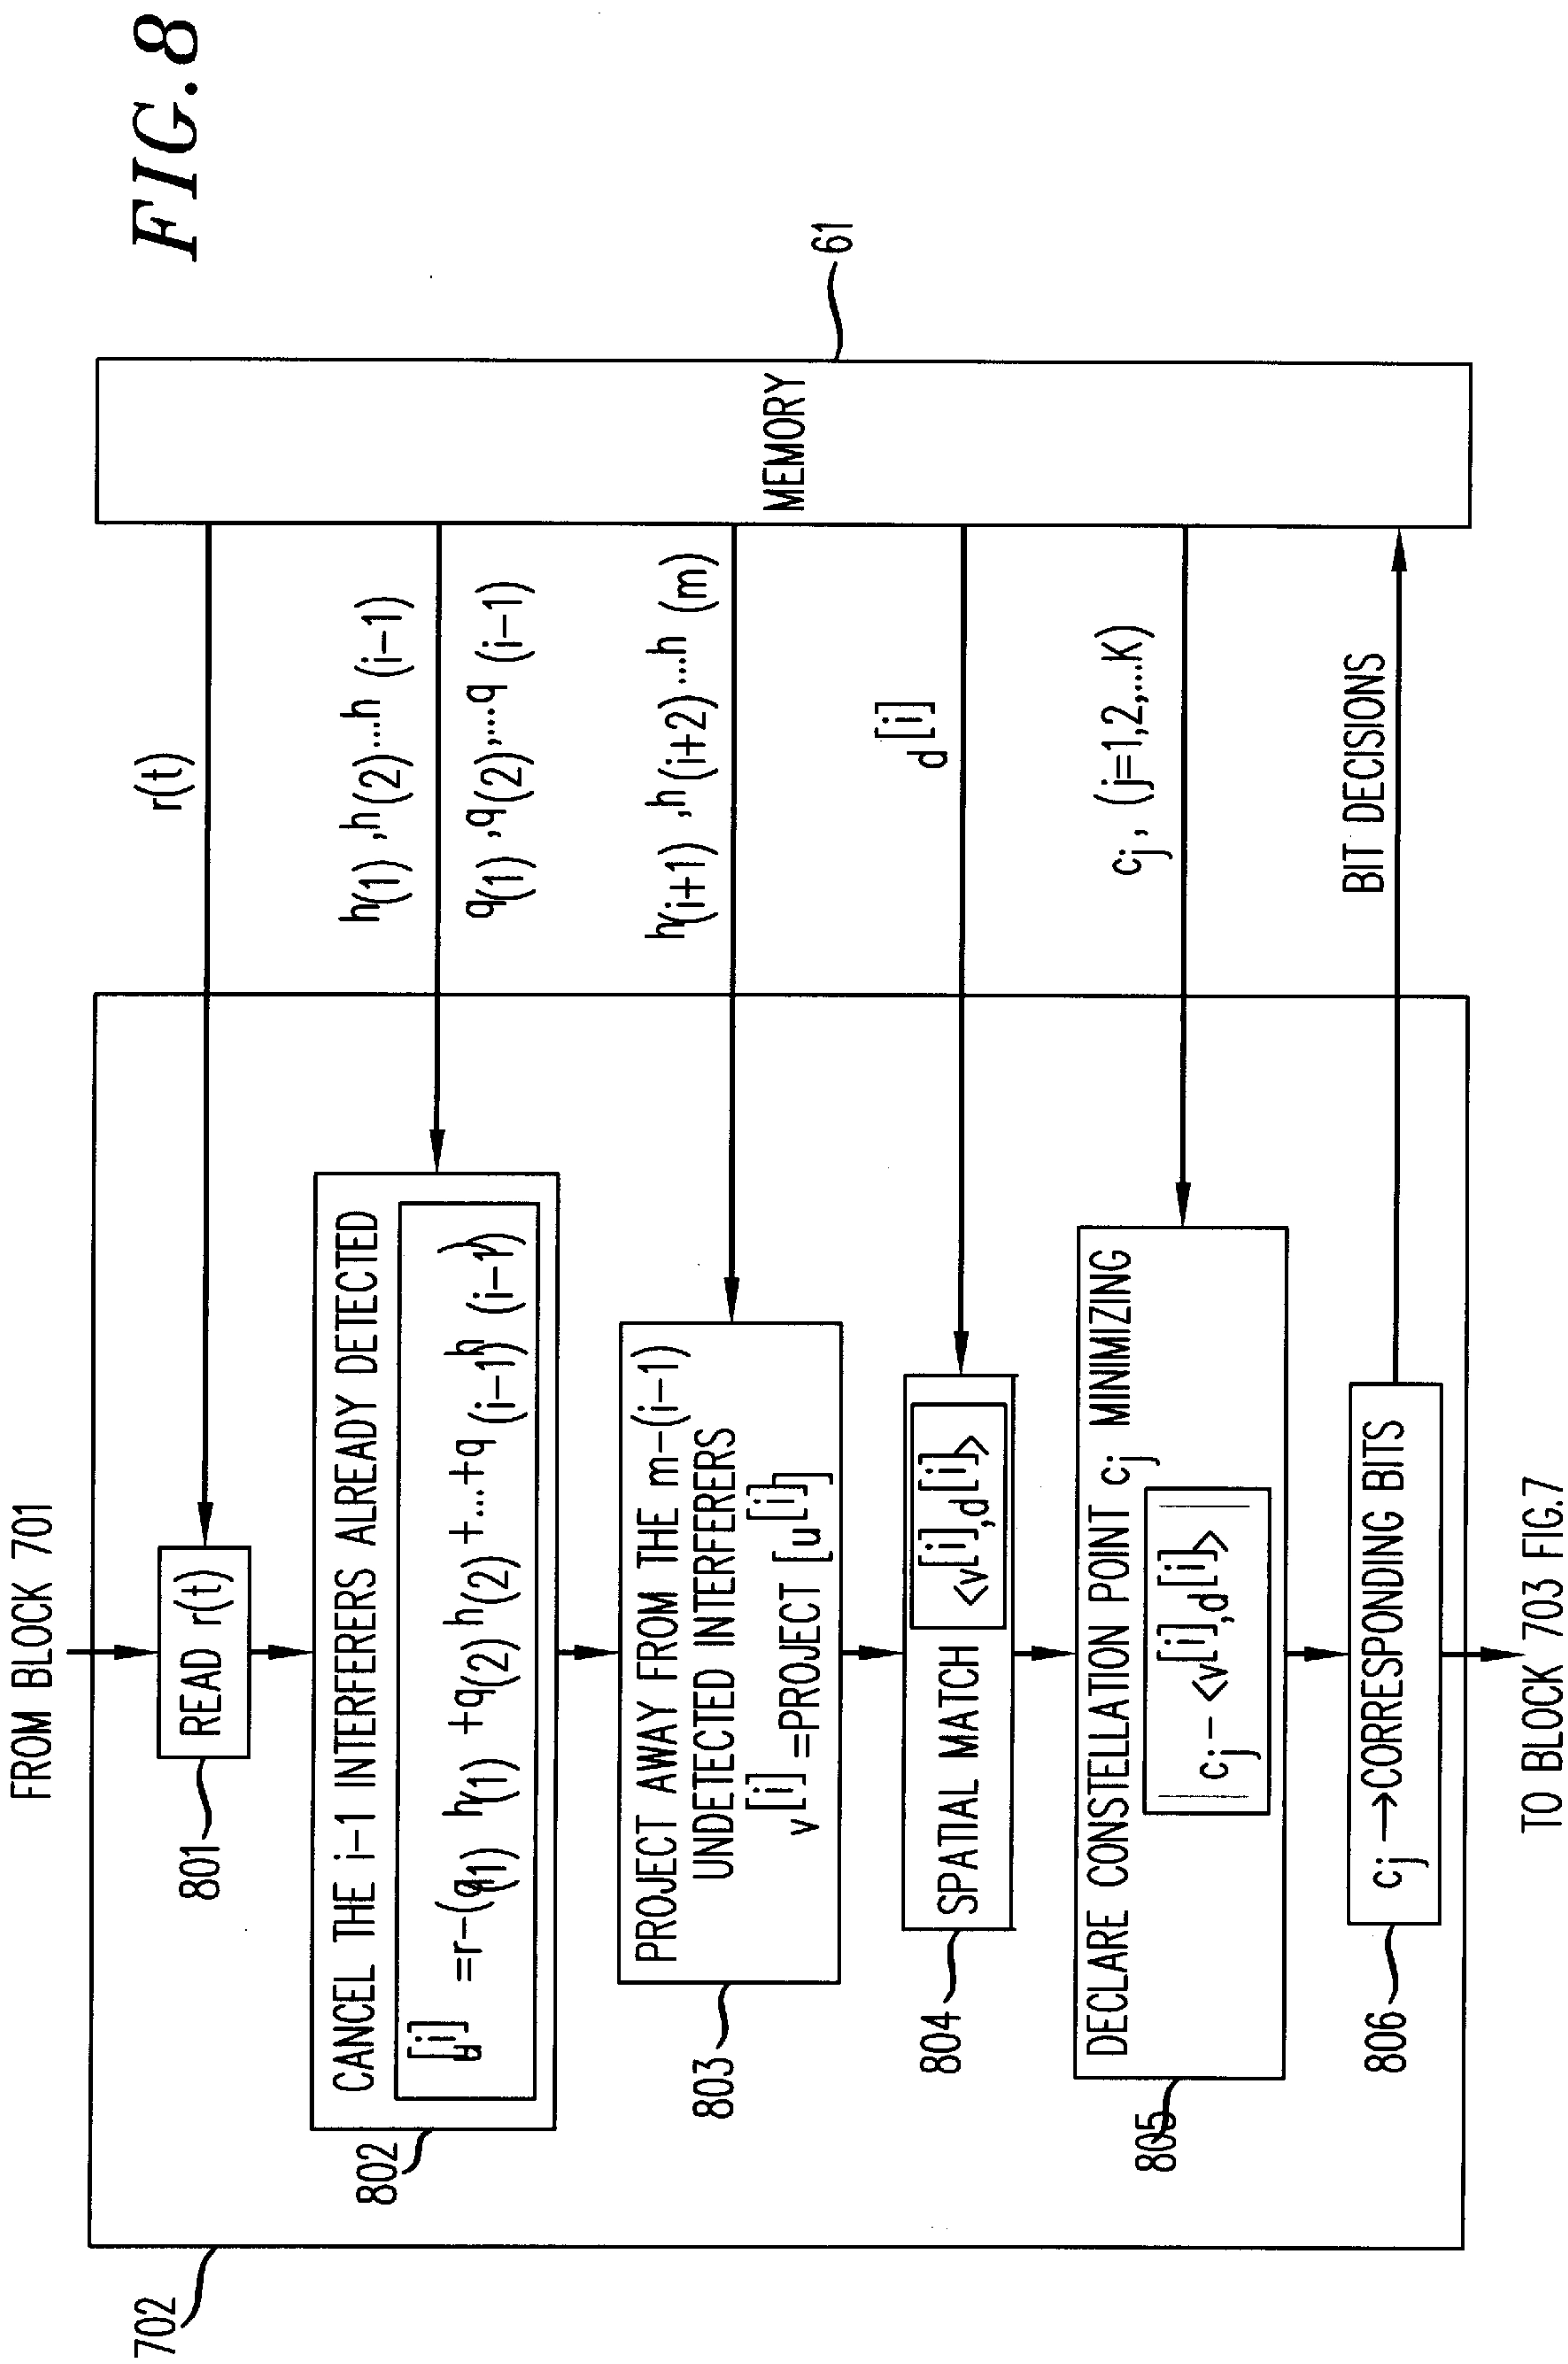 FIG. 8
FROM BLOCK 701
702
801
READ r(t)
r(t)
802
CANCEL THE i-1 INTERFERERS ALREADY DETECTED
u[i] =r-(q(1) h(1) +q(2)h(2) +...+q(i-1)h(i-1))
h(1) ,h(2)...h (i-1)
q(1) ,q(2),...q (i-1)
803
PROJECT AWAY FROM THE m-(i-1)
UNDETECTED INTERFERERS
v[i] =PROJECT [u[i]]
h(i+1) ,h(i+2)...h (m)
804
SPATIAL MATCH <v[i],d[i]>
d[i]
805
DECLARE CONSTELLATION POINT cj MINIMIZING
|cj- <v[i],d[i]>|
cj, (j=1,2,...K)
806
cj →CORRESPONDING BITS
BIT DECISIONS
MEMORY
61
TO BLOCK 703 FIG.7